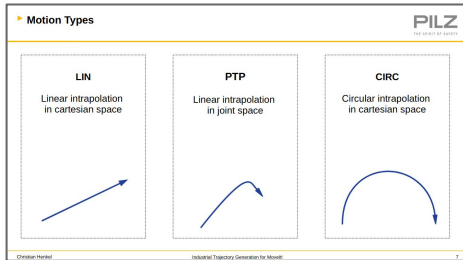 Motion Types
PILZ
THE SPIRIT OF SAFETY
LIN
Linear intrapolation
in cartesian space
PTP
Linear intrapolation
in joint space
CIRC
Circular intrapolation
in cartesian space
Christian Henkel
Industrial Trajectory Generation for MoveIt!
7